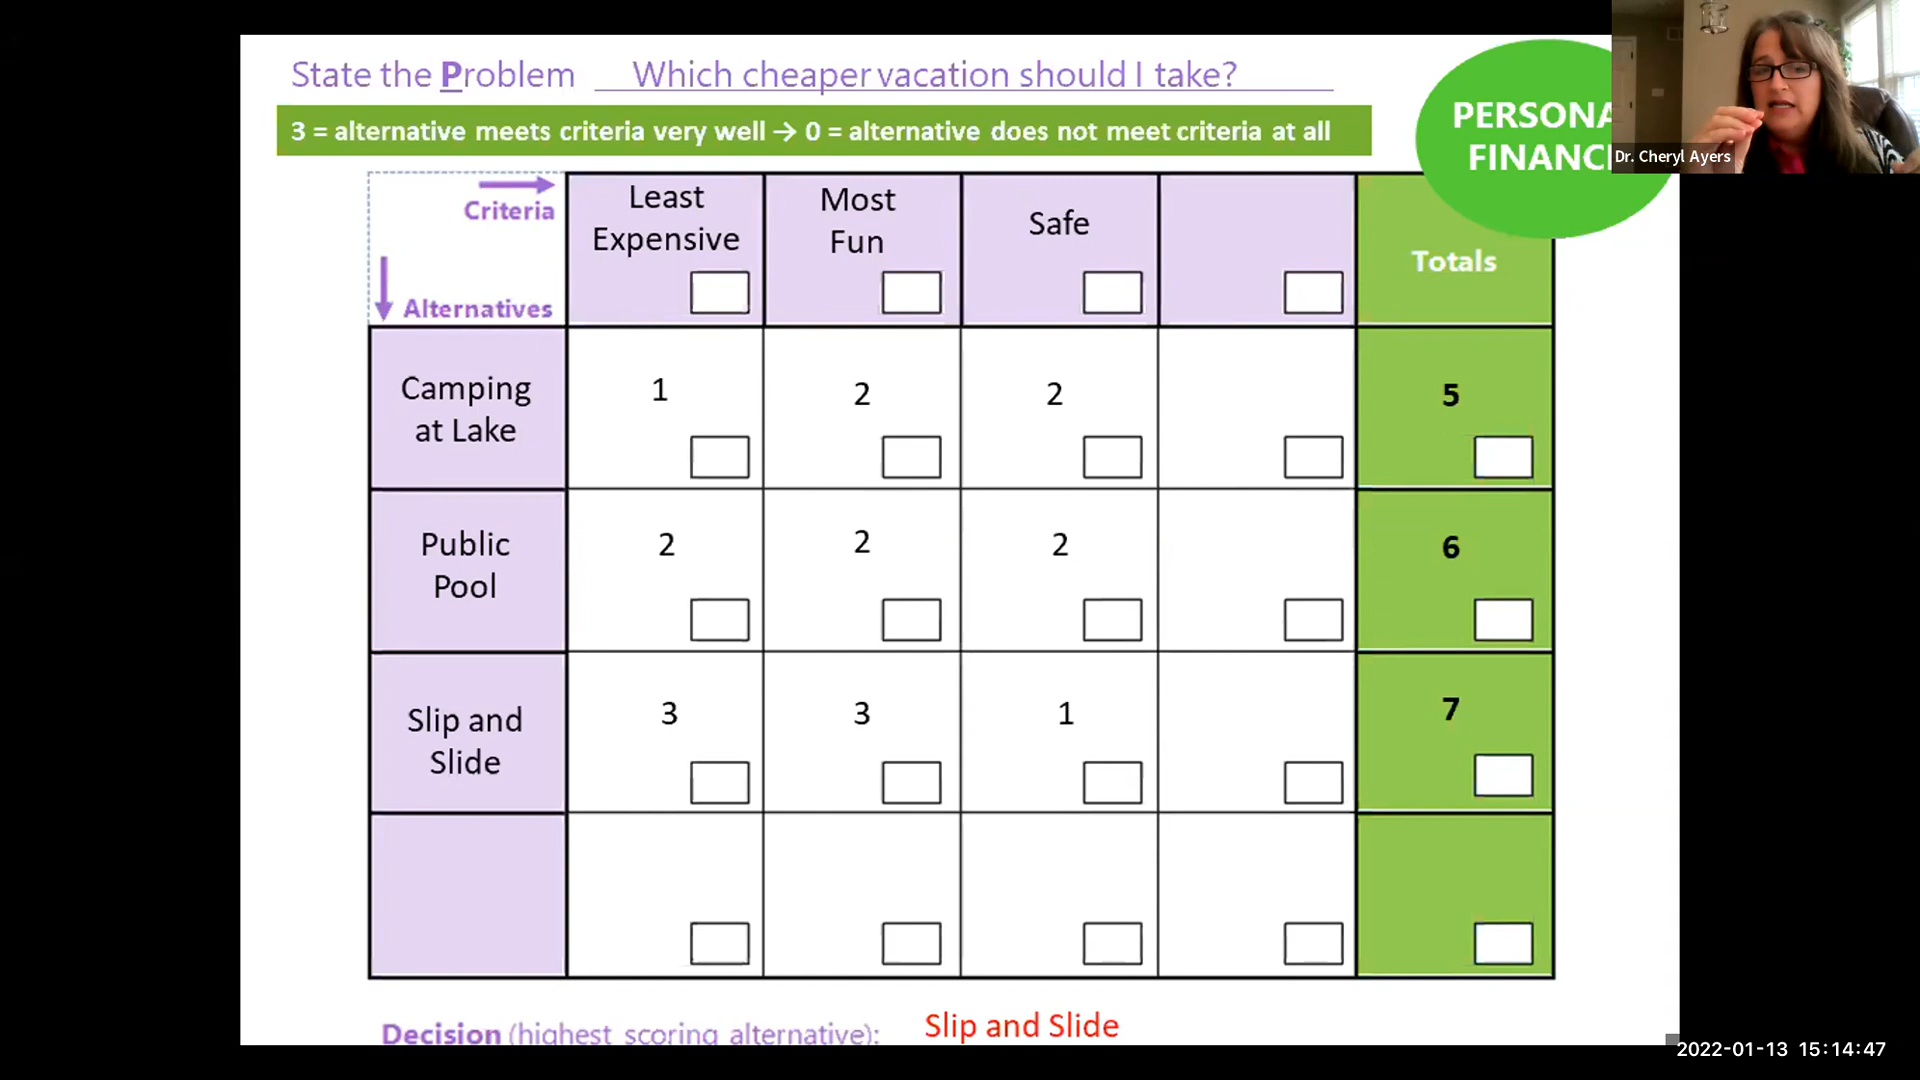 State the Problem Which cheaper vacation should I take?
3 = alternative meets criteria very well → 0 = alternative does not meet criteria at all
PERSONA
FINANC
Dr. Cheryl Ayers
Criteria
Alternatives
Least
Expensive
Most
Fun
Safe
Totals
Camping
at Lake
1
2
2
5
Public
Pool
2
2
2
6
Slip and
Slide
3
3
1
7
Decision (highest scoring alternative): Slip and Slide
2022-01-13 15:14:47